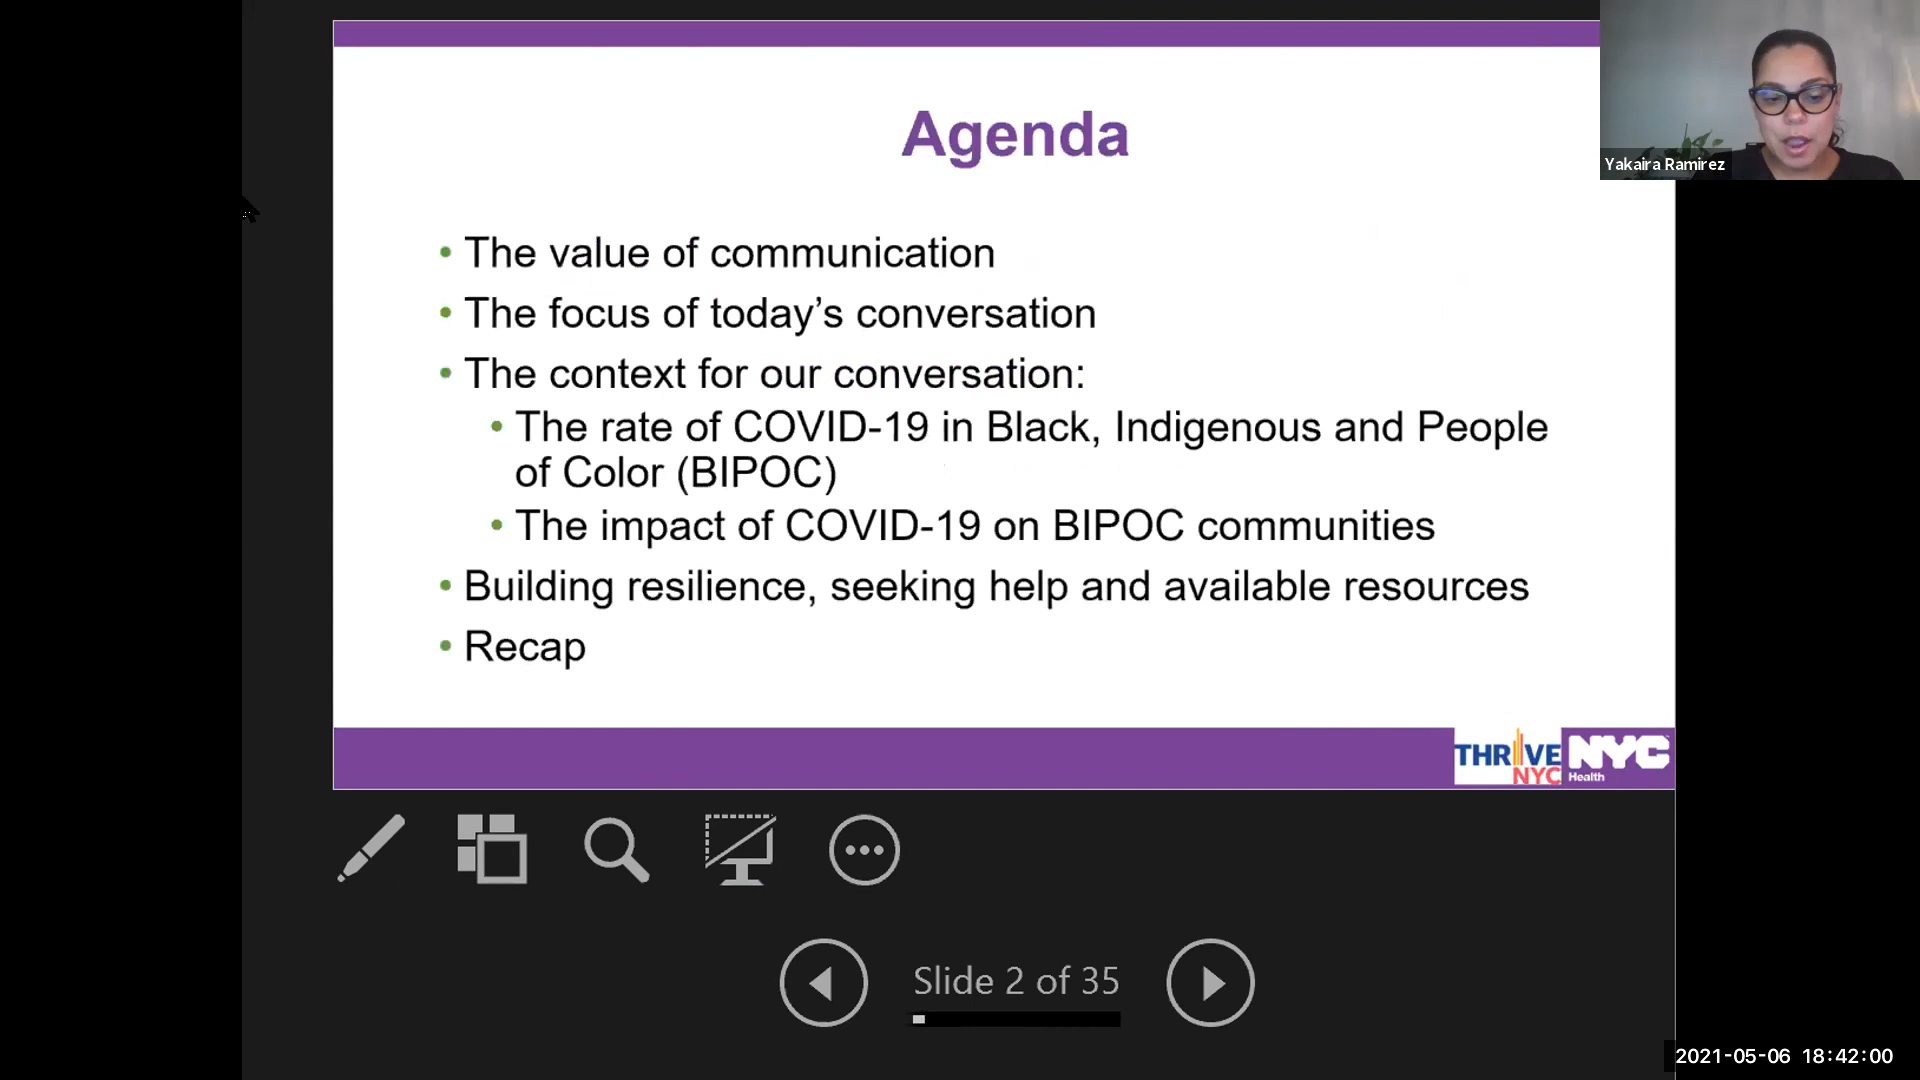 Agenda
Yakaira Ramirez
• The value of communication
• The focus of today’s conversation
• The context for our conversation:
• The rate of COVID-19 in Black, Indigenous and People
of Color (BIPOC)
• The impact of COVID-19 on BIPOC communities
• Building resilience, seeking help and available resources
• Recap
THRIVE
NYC
NYC
Health
Slide 2 of 35
2021-05-06 18:42:00